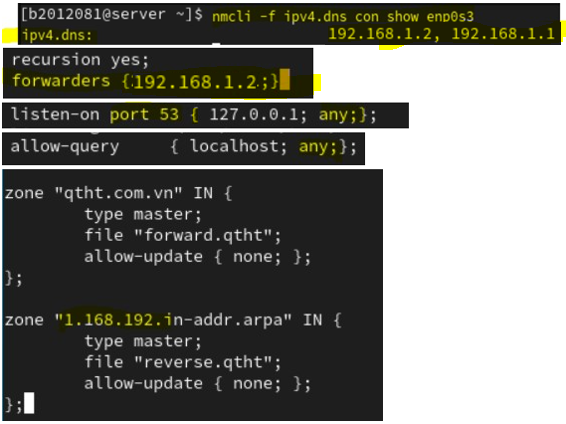 [b2012081@server ~]$ nmcli -f ipv4.dns con show enp0s3
ipv4.dns: 192.168.1.2, 192.168.1.1
recursion yes;
forwarders {192.168.1.2;}
listen-on port 53 { 127.0.0.1; any;};
allow-query { localhost; any;};
zone "qtht.com.vn" IN {
type master;
file "forward.qtht";
allow-update { none; };
};
zone "1.168.192.in-addr.arpa" IN {
type master;
file "reverse.qtht";
allow-update { none; };
};